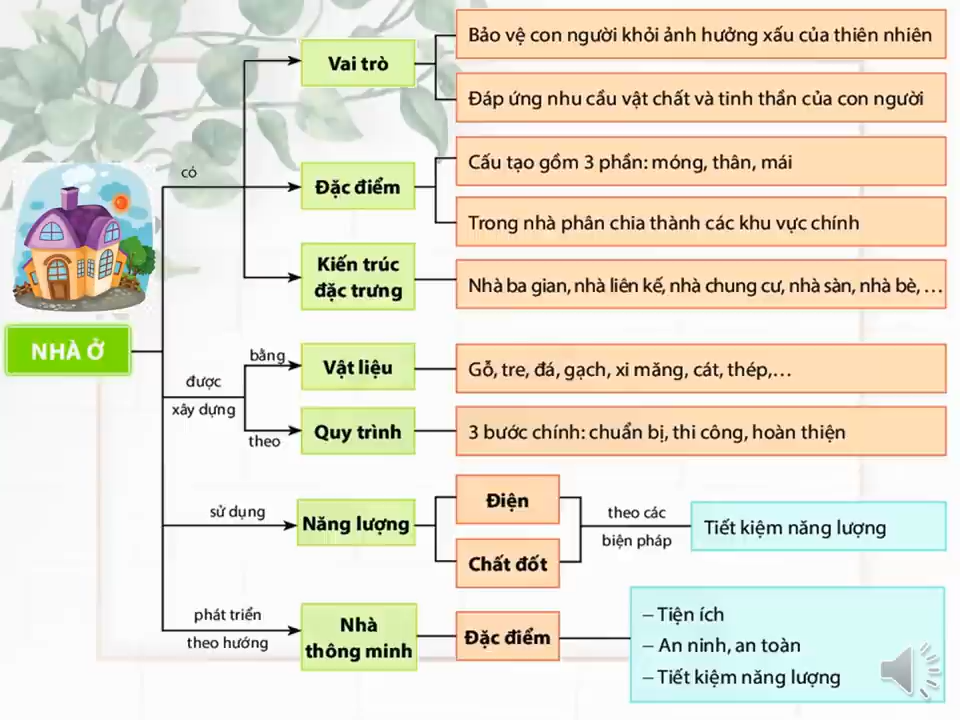 Vai trò
Bảo vệ con người khỏi ảnh hưởng xấu của thiên nhiên
Đáp ứng nhu cầu vật chất và tinh thần của con người
có
Đặc điểm
Cấu tạo gồm 3 phần: móng, thân, mái
Trong nhà phân chia thành các khu vực chính
Kiến trúc
đặc trưng
Nhà ba gian, nhà liên kế, nhà chung cư, nhà sàn, nhà bè, …
NHÀ Ở
được
xây dựng
bằng
Vật liệu
Gỗ, tre, đá, gạch, xi măng, cát, thép,…
theo
Quy trình
3 bước chính: chuẩn bị, thi công, hoàn thiện
sử dụng
Năng lượng
Điện
Chất đốt
theo các
biện pháp
Tiết kiệm năng lượng
phát triển
theo hướng
Nhà
thông minh
Đặc điểm
– Tiện ích
– An ninh, an toàn
– Tiết kiệm năng lượng